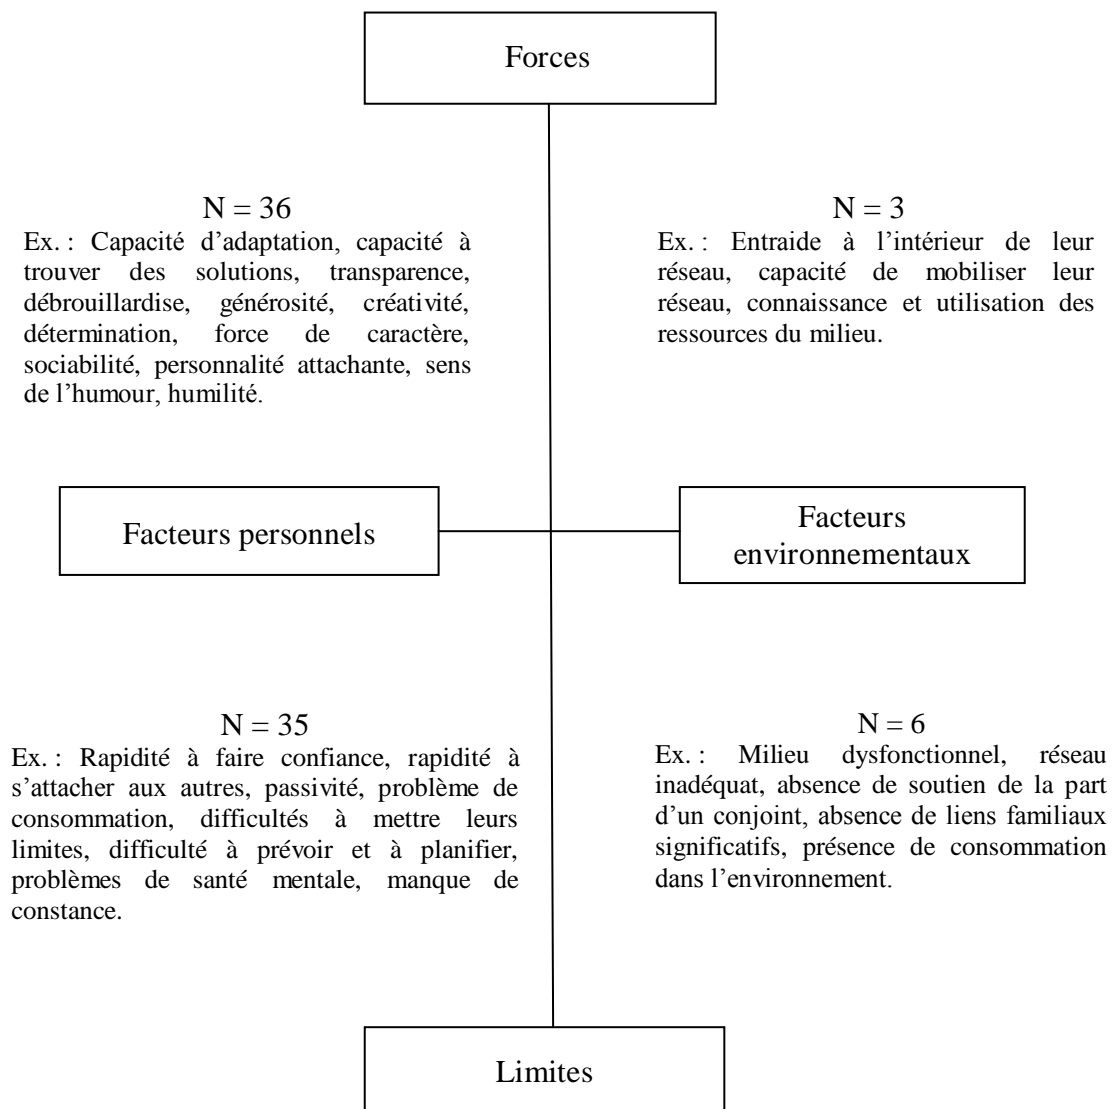 Forces
N = 36
Ex. : Capacité d’adaptation, capacité à
trouver des solutions, transparence,
débrouillardise, générosité, créativité,
détermination, force de caractère,
sociabilité, personnalité attachante, sens
de l’humour, humilité.
N = 3
Ex. : Entraide à l’intérieur de leur
réseau, capacité de mobiliser leur
réseau, connaissance et utilisation des
ressources du milieu.
Facteurs personnels
Facteurs
environnementaux
N = 35
Ex. : Rapidité à faire confiance, rapidité à
s’attacher aux autres, passivité, problème de
consommation, difficultés à mettre leurs
limites, difficulté à prévoir et à planifier,
problèmes de santé mentale, manque de
constance.
N = 6
Ex. : Milieu dysfonctionnel, réseau
inadéquat, absence de soutien de la part
d’un conjoint, absence de liens familiaux
significatifs, présence de consommation
dans l’environnement.
Limites